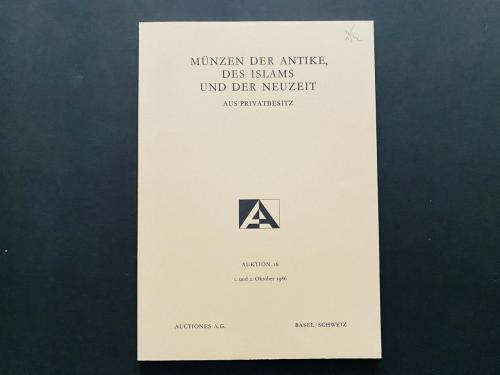 MÜNZEN DER ANTIKE,
DES ISLAMS
UND DER NEUZEIT
AUS PRIVATBESITZ
AUKTION 16
1. und 2. Oktober 1986
AUCTIONES A.G. BASEL/SCHWEIZ